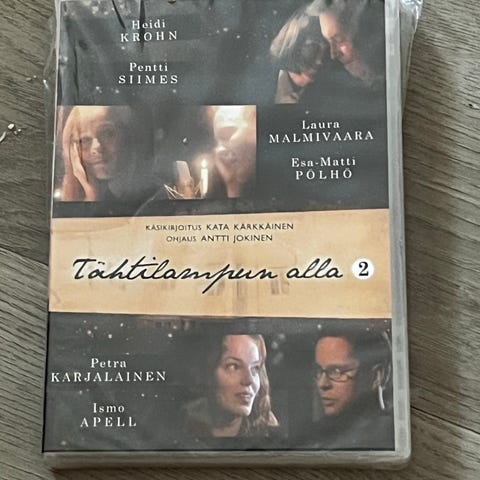 Heidi
KROHN
Pentti
SIIMES
Laura
MALMIVAARA
Esa-Matti
PÖLHÖ
KÄSIKIRJOITUS KATA KÄRKKÄINEN
OHJAUS ANTTI JOKINEN
Tähtilampun alla 2
Petra
KARJALAINEN
Ismo
APELL